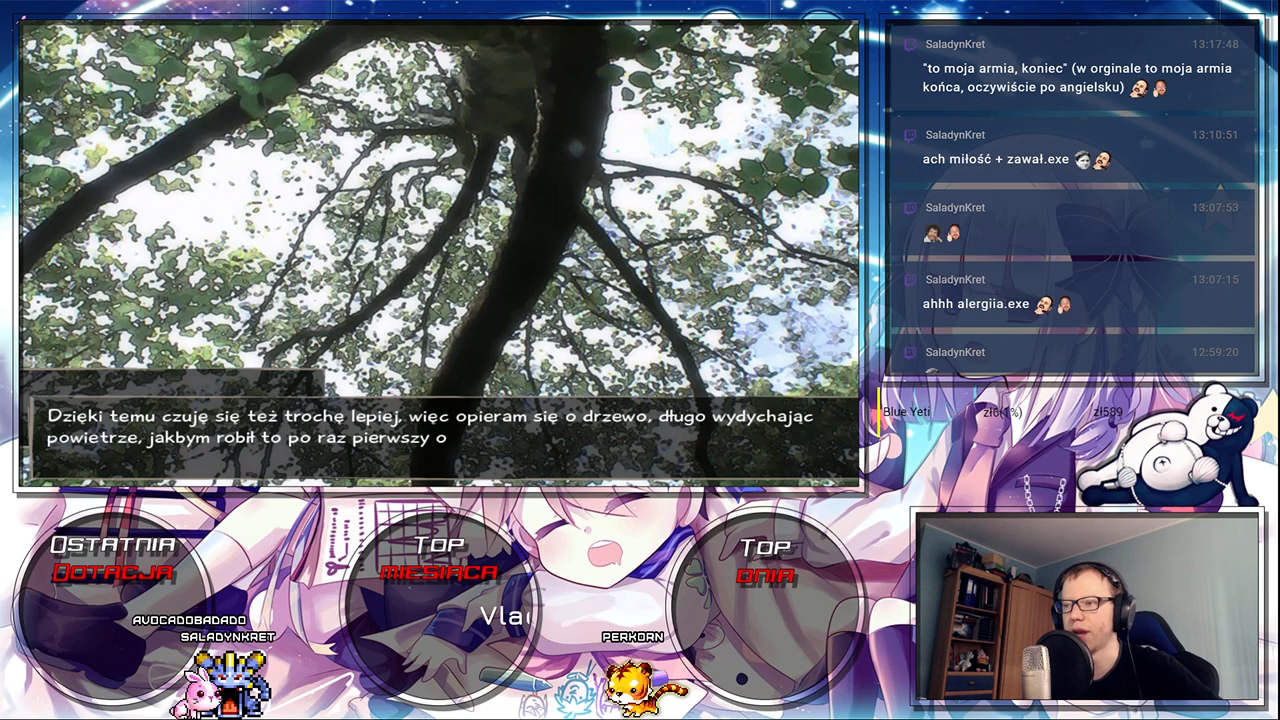 Dzięki temu czuję się też trochę lepiej, więc opieram się o drzewo, długo wydychając
powietrze, jakbym robił to po raz pierwszy o
SaladynKret
13:17:48
"to moja armia, koniec" (w orginale to moja armia
końca, oczywiście po angielsku)
SaladynKret
13:10:51
ach miłość + zawał.exe
SaladynKret
13:07:53
SaladynKret
13:07:15
ahhh alergiia.exe
SaladynKret
12:59:20
Blue Yeti
zł6(1%)
zł589
Ostatnia
Dotacja
Top
miesiąca
Top
dnia
Vla
AVOCADOBADADO
SALADYNKRET
PERKORN